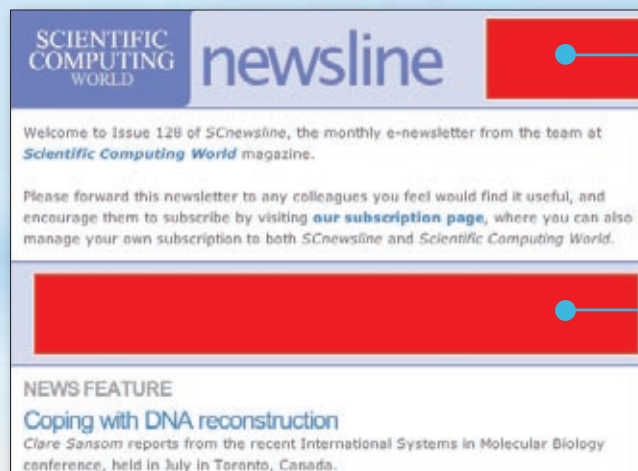 SCIENTIFIC
COMPUTING
WORLD
newsline
Welcome to Issue 128 of SCnewsline, the monthly e-newsletter from the team at
Scientific Computing World magazine.
Please forward this newsletter to any colleagues you feel would find it useful, and
encourage them to subscribe by visiting our subscription page, where you can also
manage your own subscription to both SCnewsline and Scientific Computing World.
NEWS FEATURE
Coping with DNA reconstruction
Clare Sansom reports from the recent International Systems in Molecular Biology
conference, held in July in Toronto, Canada.